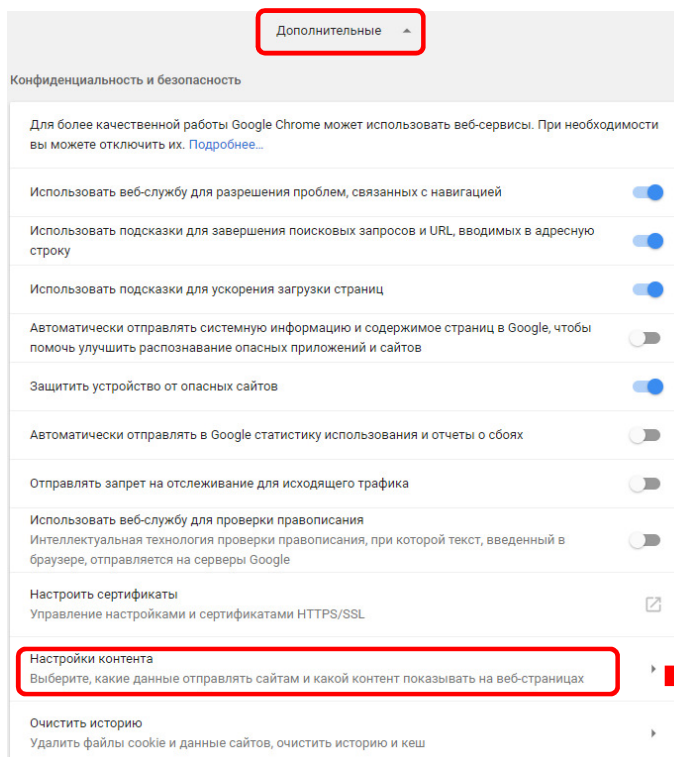 Дополнительные
Конфиденциальность и безопасность
Для более качественной работы Google Chrome может использовать веб-сервисы. При необходимости
вы можете отключить их. Подробнее...
Использовать веб-службу для разрешения проблем, связанных с навигацией
Использовать подсказки для завершения поисковых запросов и URL, вводимых в адресную
строку
Использовать подсказки для ускорения загрузки страниц
Автоматически отправлять системную информацию и содержимое страниц в Google, чтобы
помочь улучшить распознавание опасных приложений и сайтов
Защитить устройство от опасных сайтов
Автоматически отправлять в Google статистику использования и отчеты о сбоях
Отправлять запрет на отслеживание для исходящего трафика
Использовать веб-службу для проверки правописания
Интеллектуальная технология проверки правописания, при которой текст, введенный в
браузере, отправляется на серверы Google
Настроить сертификаты
Управление настройками и сертификатами HTTPS/SSL
Настройки контента
Выберите, какие данные отправлять сайтам и какой контент показывать на веб-страницах
Очистить историю
Удалить файлы cookie и данные сайтов, очистить историю и кеш